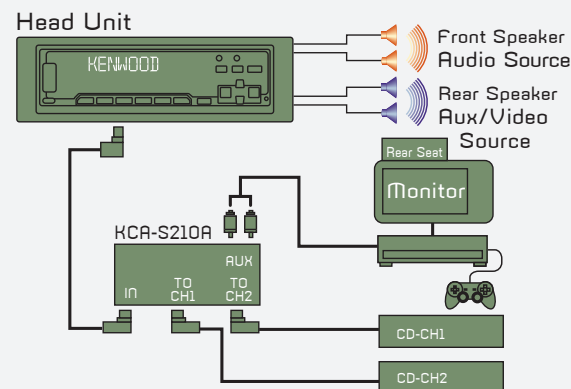 Head Unit
KENWOOD
Front Speaker
Audio Source
Rear Speaker
Aux/Video
Source
Rear Seat
Monitor
KCA-S210A
AUX
IN
TO
CH1
TO
CH2
CD-CH1
CD-CH2